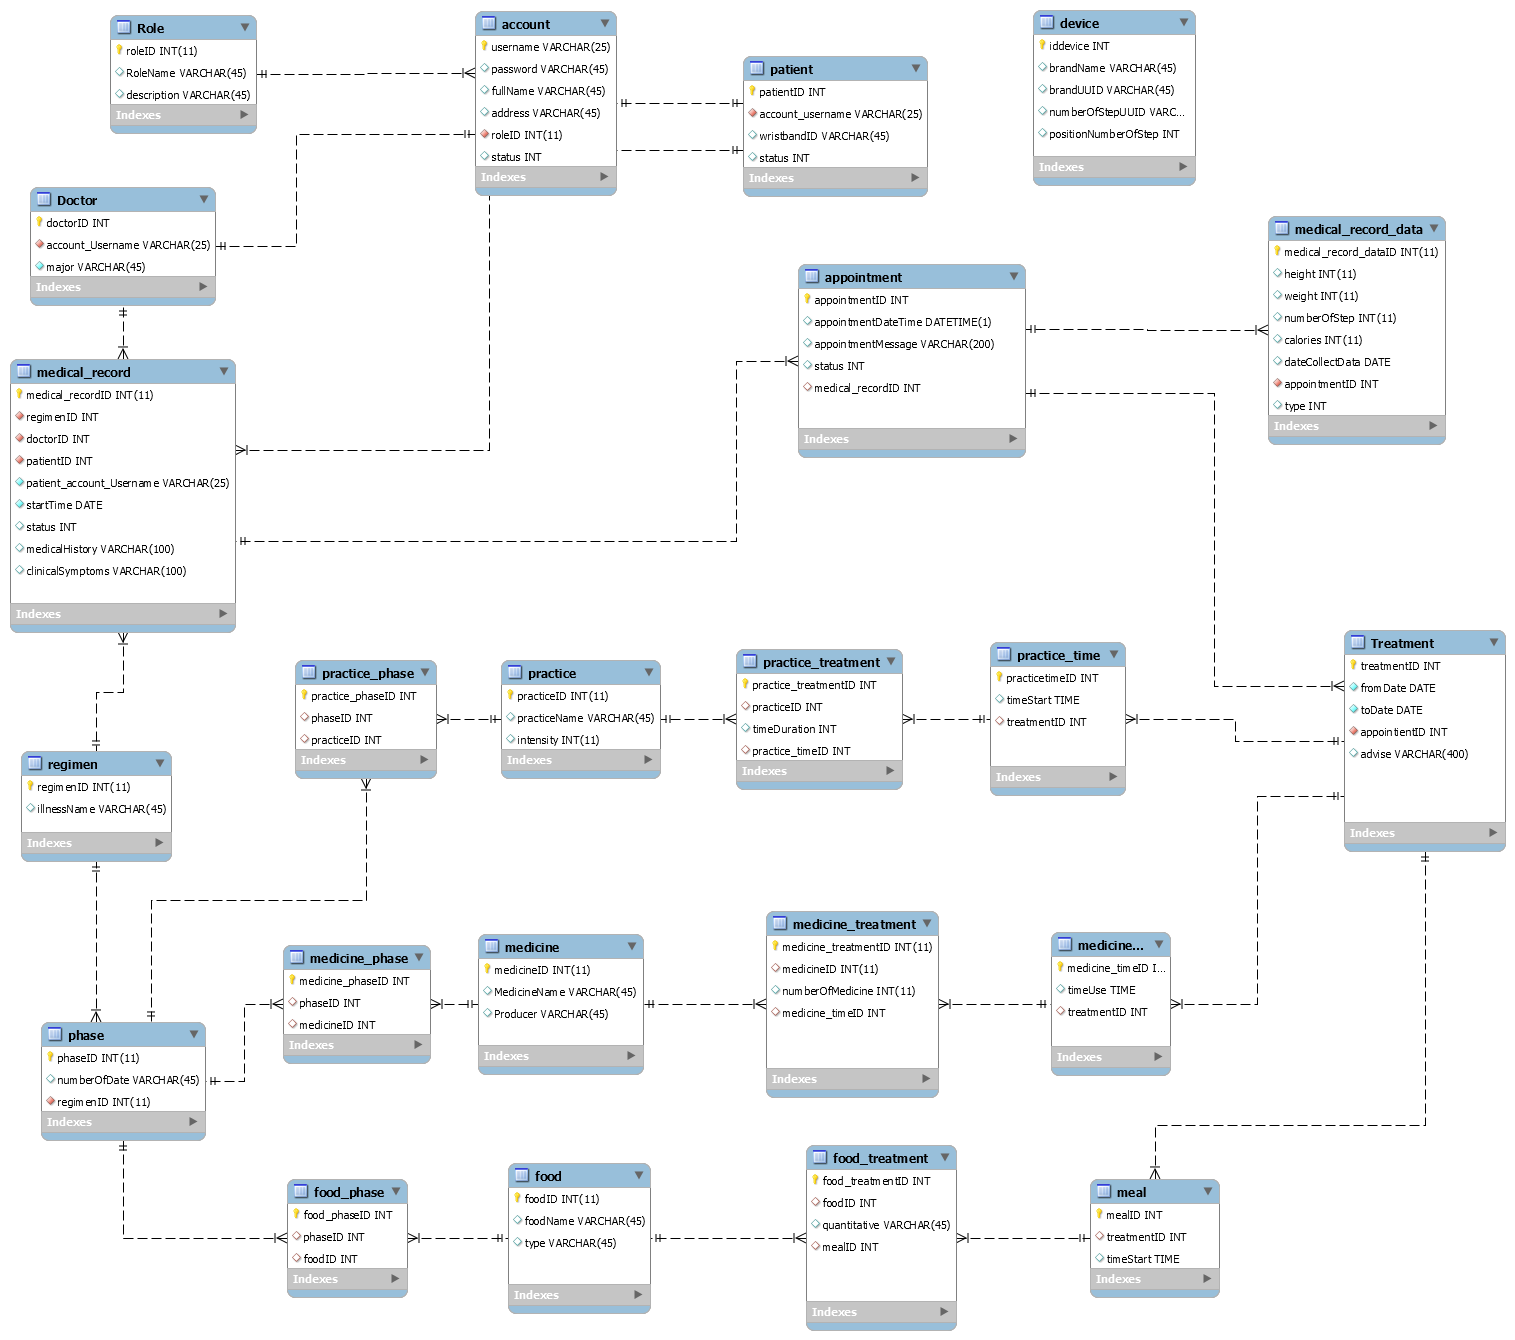 Role
roleID INT(11)
RoleName VARCHAR(45)
description VARCHAR(45)
Indexes
account
username VARCHAR(25)
password VARCHAR(45)
fullName VARCHAR(45)
address VARCHAR(45)
roleID INT(11)
status INT
Indexes
patient
patientID INT
account_username VARCHAR(25)
wristbandID VARCHAR(45)
status INT
Indexes
device
iddevice INT
brandName VARCHAR(45)
brandUUID VARCHAR(45)
numberOfStepUUID VARC...
positionNumberOfStep INT
Indexes
Doctor
doctorID INT
account_Username VARCHAR(25)
major VARCHAR(45)
Indexes
medical_record_data
medical_record_dataID INT(11)
height INT(11)
weight INT(11)
numberOfStep INT(11)
calories INT(11)
dateCollectData DATE
appointmentID INT
type INT
Indexes
appointment
appointmentID INT
appointmentDateTime DATETIME(1)
appointmentMessage VARCHAR(200)
status INT
medical_recordID INT
Indexes
medical_record
medical_recordID INT(11)
regimenID INT
doctorID INT
patientID INT
patient_account_Username VARCHAR(25)
startTime DATE
status INT
medicalHistory VARCHAR(100)
clinicalSymptoms VARCHAR(100)
Indexes
practice_phase
practice_phaseID INT
phaseID INT
practiceID INT
Indexes
practice
practiceID INT(11)
practiceName VARCHAR(45)
intensity INT(11)
Indexes
practice_treatment
practice_treatmentID INT
practiceID INT
timeDuration INT
practice_timeID INT
Indexes
practice_time
practicetimeID INT
timeStart TIME
treatmentID INT
Indexes
Treatment
treatmentID INT
fromDate DATE
toDate DATE
appointientID INT
advise VARCHAR(400)
Indexes
regimen
regimenID INT(11)
illnessName VARCHAR(45)
Indexes
medicine_phase
medicine_phaseID INT
phaseID INT
medicineID INT
Indexes
medicine
medicineID INT(11)
MedicineName VARCHAR(45)
Producer VARCHAR(45)
Indexes
medicine_treatment
medicine_treatmentID INT(11)
medicineID INT(11)
numberOfMedicine INT(11)
medicine_timeID INT
Indexes
medicine...
medicine_timeID I...
timeUse TIME
treatmentID INT
Indexes
phase
phaseID INT(11)
numberOfDate VARCHAR(45)
regimenID INT(11)
Indexes
food_phase
food_phaseID INT
phaseID INT
foodID INT
Indexes
food
foodID INT(11)
foodName VARCHAR(45)
type VARCHAR(45)
Indexes
food_treatment
food_treatmentID INT
foodID INT
quantitative VARCHAR(45)
mealID INT
Indexes
meal
mealID INT
treatmentID INT
timeStart TIME
Indexes